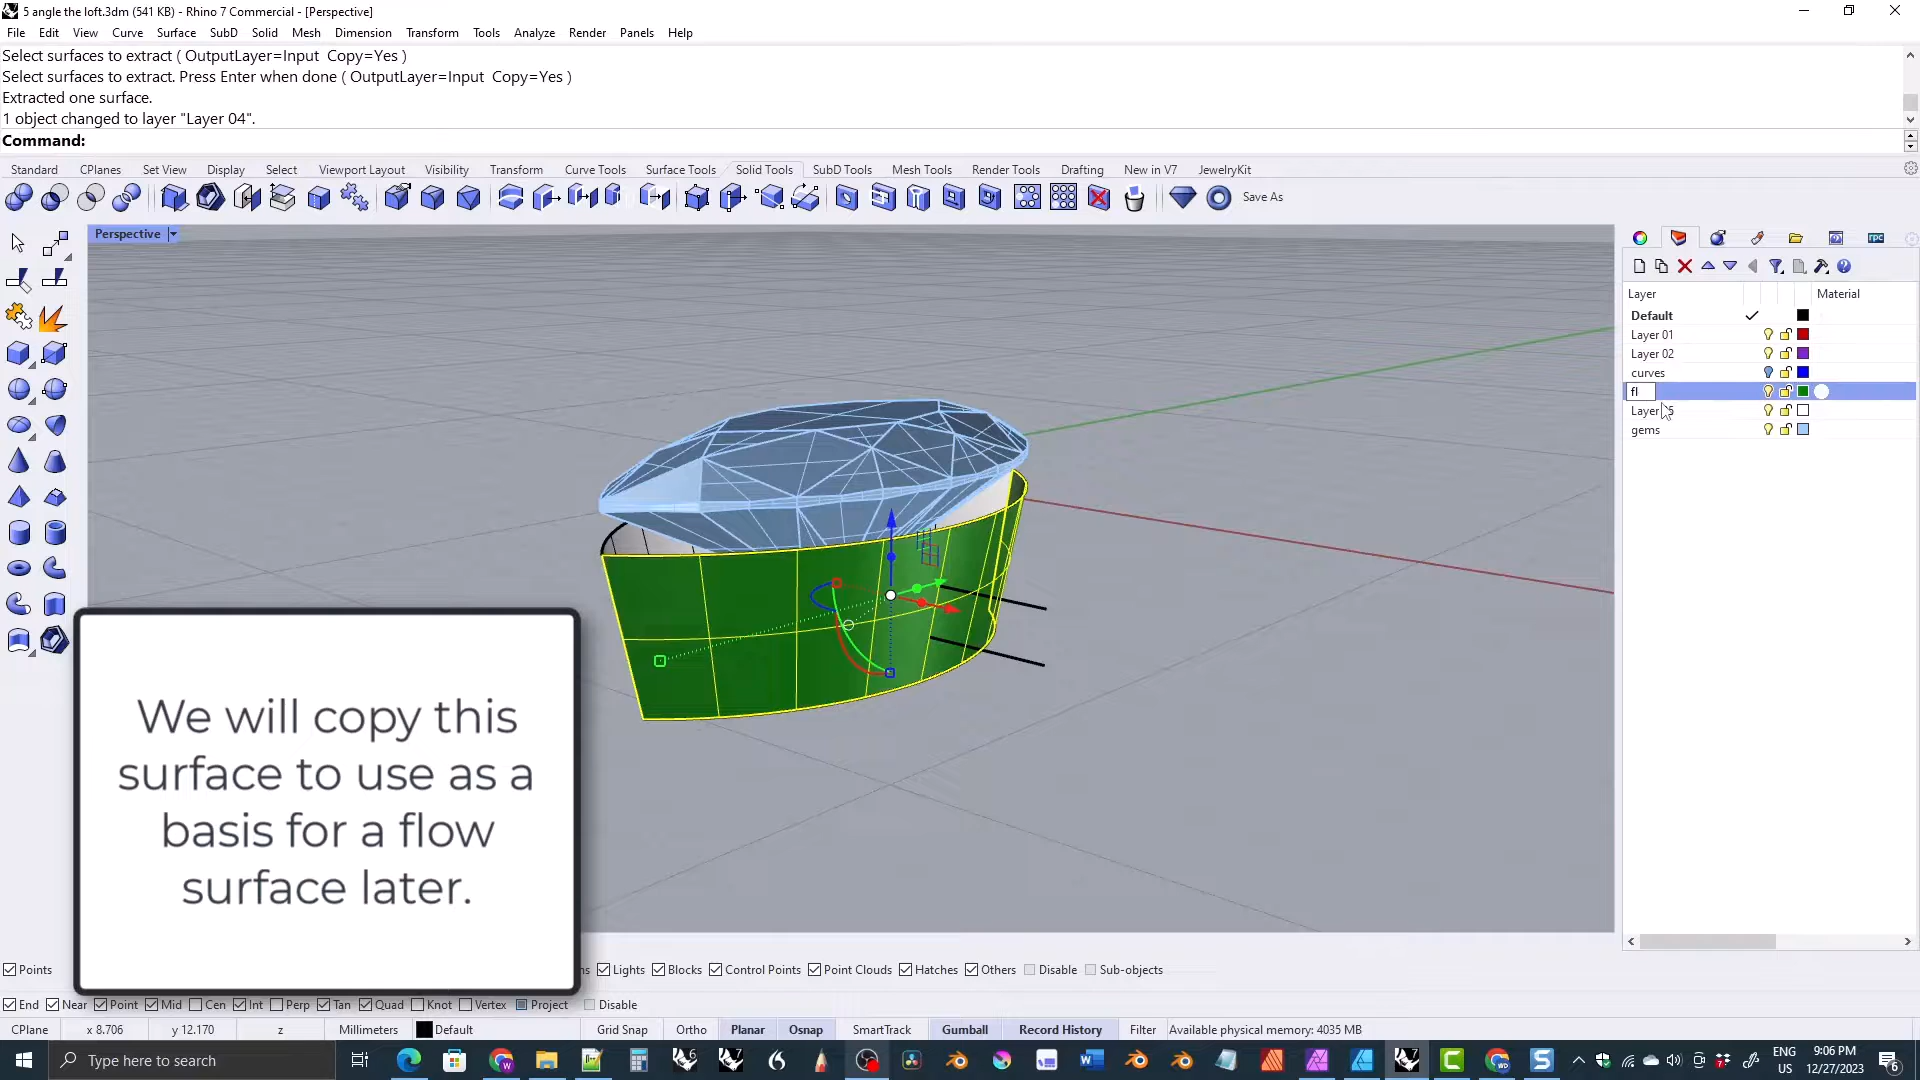 5 angle the loft.3dm (541 KB) - Rhino 7 Commercial - [Perspective]
File Edit View Curve Surface SubD Solid Mesh Dimension Transform Tools Analyze Render Panels Help
Select surfaces to extract ( OutputLayer=Input  Copy=Yes )
Select surfaces to extract. Press Enter when done ( OutputLayer=Input  Copy=Yes )
Extracted one surface.
1 object changed to layer "Layer 04".
Command:
Standard CPlanes Set View Display Select Viewport Layout Visibility Transform Curve Tools Surface Tools Solid Tools SubD Tools Mesh Tools Render Tools Drafting New in V7 JewelryKit
Save As
Perspective
rpc
Layer Material
Default
Layer 01
Layer 02
curves
fl
Layer
gems
We will copy this
surface to use as a
basis for a flow
surface later.
Points Lights Blocks Control Points Point Clouds Hatches Others Disable Sub-objects
End Near Point Mid Cen Int Perp Tan Quad Knot Vertex Project Disable
CPlane x 8.706 y 12.170 z Millimeters Default Grid Snap Ortho Planar Osnap SmartTrack Gumball Record History Filter Available physical memory: 4035 MB
Type here to search
ENG
US
9:06 PM
12/27/2023
6